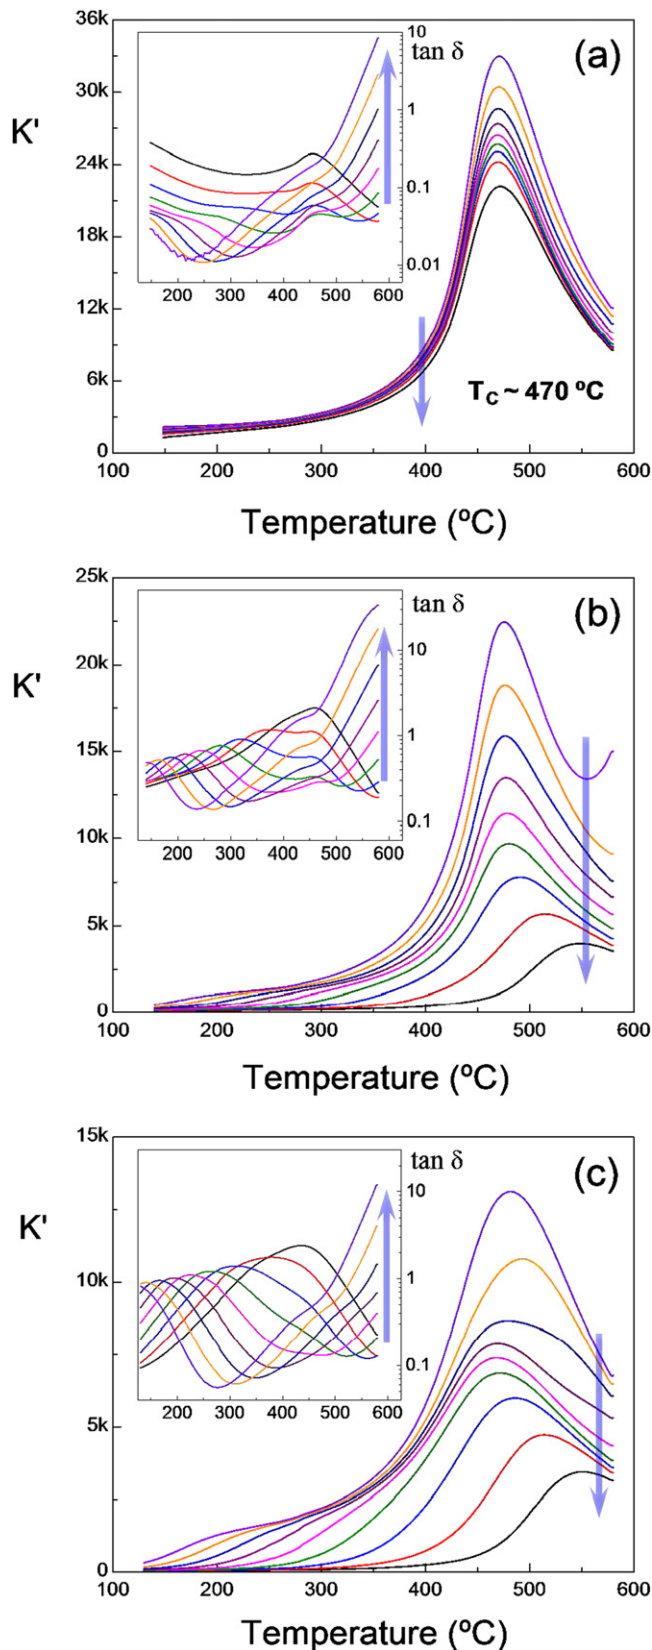 36k
30k
24k
18k
12k
6k
0
K'
(a)
tan δ
10
1
0.1
0.01
200 300 400 500 600
T_C ~ 470 ºC
100 200 300 400 500 600
Temperature (ºC)
25k
20k
15k
10k
5k
0
K'
(b)
tan δ
10
1
0.1
200 300 400 500 600
100 200 300 400 500 600
Temperature (ºC)
15k
10k
5k
0
K'
(c)
tan δ
10
1
0.1
200 300 400 500 600
100 200 300 400 500 600
Temperature (ºC)